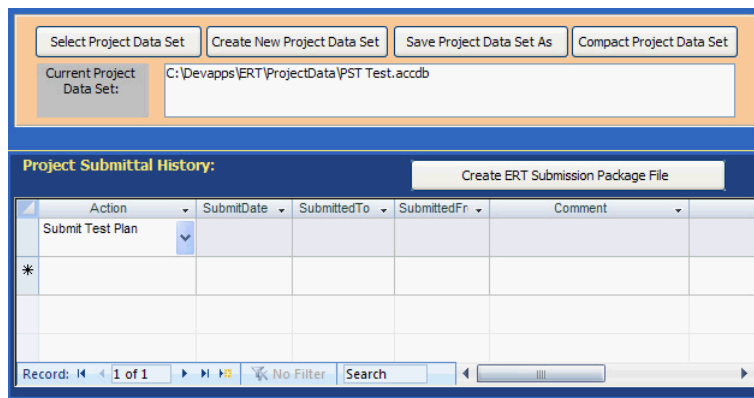 Select Project Data Set Create New Project Data Set Save Project Data Set As Compact Project Data Set
Current Project
Data Set:
C:\Devapps\ERT\ProjectData\PST Test.accdb
Project Submittal History:
Create ERT Submission Package File
Action SubmitDate SubmittedTo SubmittedFr Comment
Submit Test Plan
Record: 1 of 1 No Filter Search